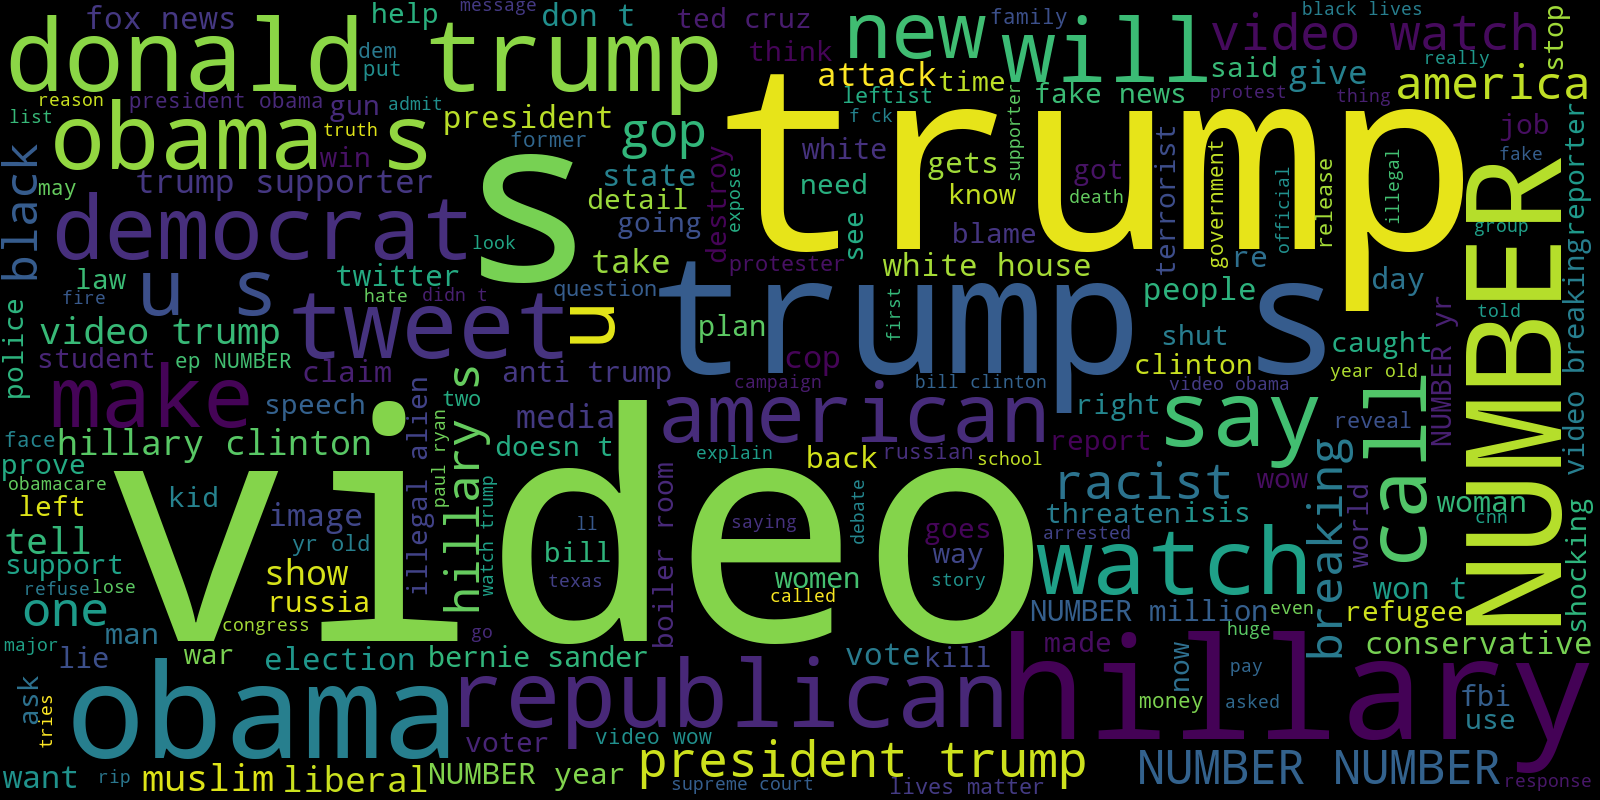 fox news
help
message
don t
ted cruz
new
family
will
black lives
video watch
stop
donald trump
dem
put
think
attack
time
said
give
really
america
reason
president obama
gun
admit
leftist
fake news
protest
thing
list
obama s
truth
president
former
gop
f ck
supporter
trump
job
fake
black
win
white
gets
terrorist
government
got
illegal
may
trump supporter
state
need
know
death
official
release
democrat
s
detail
destroy
expose
look
going
blame
see
re
group
video breaking
reporter
law
u s
twitter
take
protester
white house
people
day
fire
hate
didn t
question
first
told
NUMBER
police
video trump
tweet
u
trump s
plan
shut
caught
NUMBER yr
student
ep NUMBER
claim
anti trump
cop
clinton
year old
make
speech
two
campaign
bill clinton
video obama
illegal alien
hillary s
paul ryan
media
american
right
say
call
reveal
face
hillary clinton
doesn t
explain
back
russian
school
report
prove
obamacare
left
kid
image
video
racist
wow
breaking
world
woman
cnn
tell
yr old
watch trump
ll
boiler room
saying
debate
goes
threaten
isis
arrested
shocking
support
show
bill
way
watch
refuse
lose
texas
women
story
won t
one
russia
called
NUMBER million
even
refugee
congress
man
go
huge
major
lie
war
election
bernie sander
vote
kill
made
now
conservative
ask
tries
obama
republican
hillary
pay
money
asked
fbi
use
voter
video wow
president trump
want
rip
muslim
liberal
NUMBER year
supreme court
lives matter
NUMBER NUMBER
response